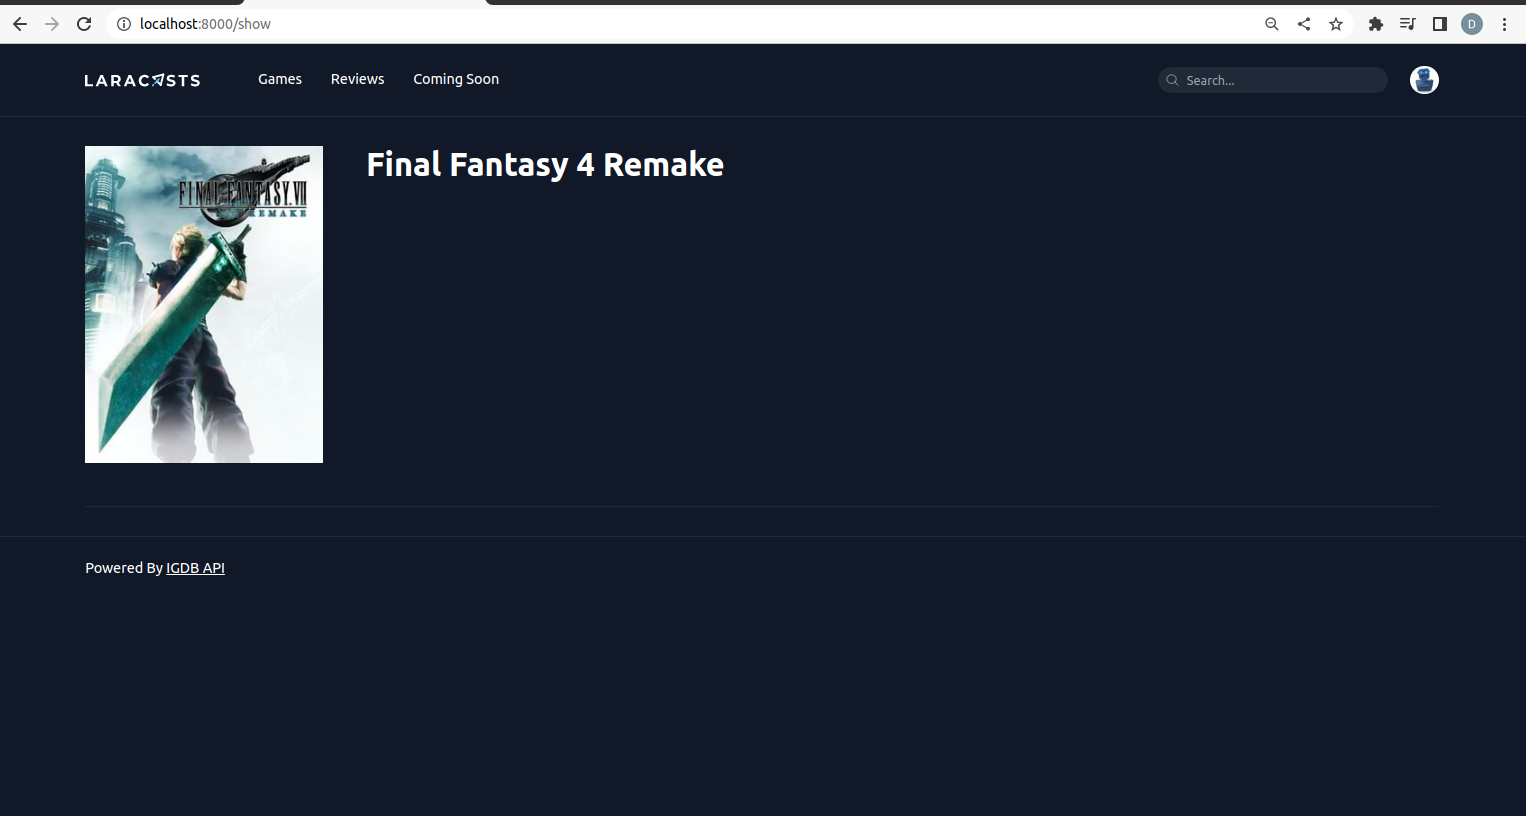 localhost:8000/show
D
LARACASTS
Games Reviews Coming Soon
Search...
FINAL FANTASY VII
REMAKE
Final Fantasy 4 Remake
Powered By IGDB API